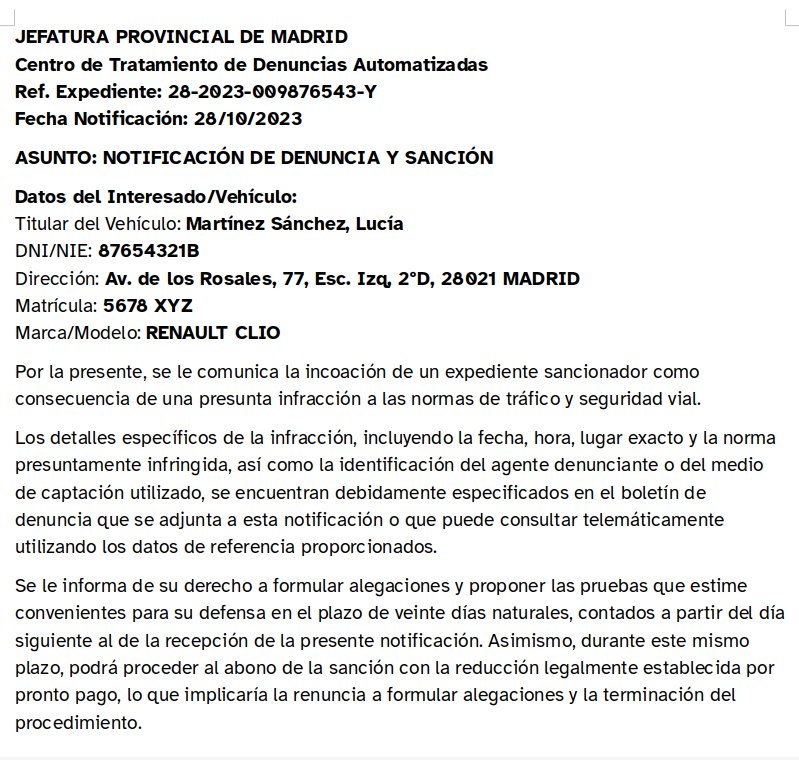 JEFATURA PROVINCIAL DE MADRID
Centro de Tratamiento de Denuncias Automatizadas
Ref. Expediente: 28-2023-009876543-Y
Fecha Notificación: 28/10/2023
ASUNTO: NOTIFICACIÓN DE DENUNCIA Y SANCIÓN
Datos del Interesado/Vehículo:
Titular del Vehículo: Martínez Sánchez, Lucía
DNI/NIE: 87654321B
Dirección: Av. de los Rosales, 77, Esc. Izq, 2ºD, 28021 MADRID
Matrícula: 5678 XYZ
Marca/Modelo: RENAULT CLIO
Por la presente, se le comunica la incoación de un expediente sancionador como
consecuencia de una presunta infracción a las normas de tráfico y seguridad vial.
Los detalles específicos de la infracción, incluyendo la fecha, hora, lugar exacto y la norma
presuntamente infringida, así como la identificación del agente denunciante o del medio
de captación utilizado, se encuentran debidamente especificados en el boletín de
denuncia que se adjunta a esta notificación o que puede consultar telemáticamente
utilizando los datos de referencia proporcionados.
Se le informa de su derecho a formular alegaciones y proponer las pruebas que estime
convenientes para su defensa en el plazo de veinte días naturales, contados a partir del día
siguiente al de la recepción de la presente notificación. Asimismo, durante este mismo
plazo, podrá proceder al abono de la sanción con la reducción legalmente establecida por
pronto pago, lo que implicaría la renuncia a formular alegaciones y la terminación del
procedimiento.